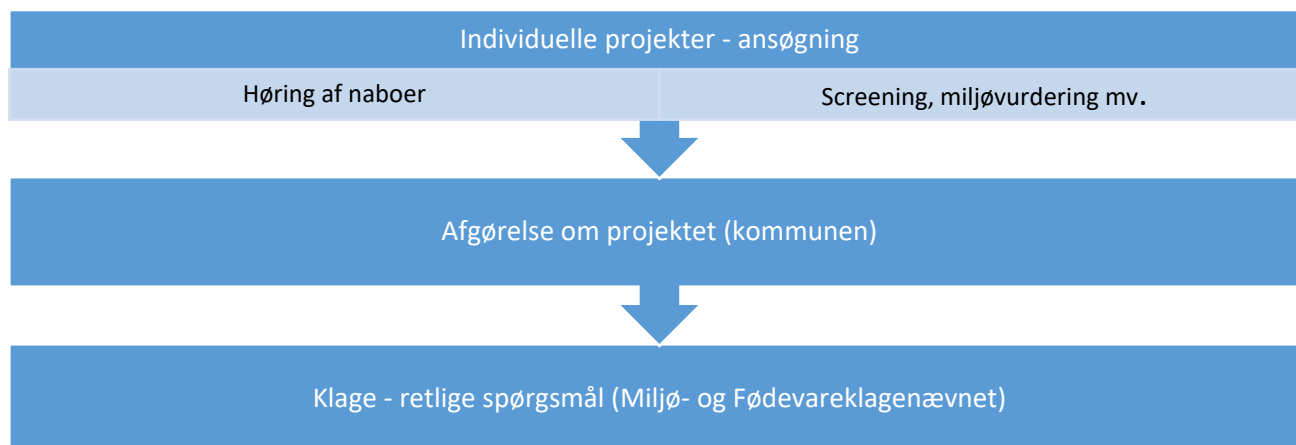 Individuelle projekter - ansøgning
Høring af naboer
Screening, miljøvurdering mv.
Afgørelse om projektet (kommunen)
Klage - retlige spørgsmål (Miljø- og Fødevareklagenævnet)